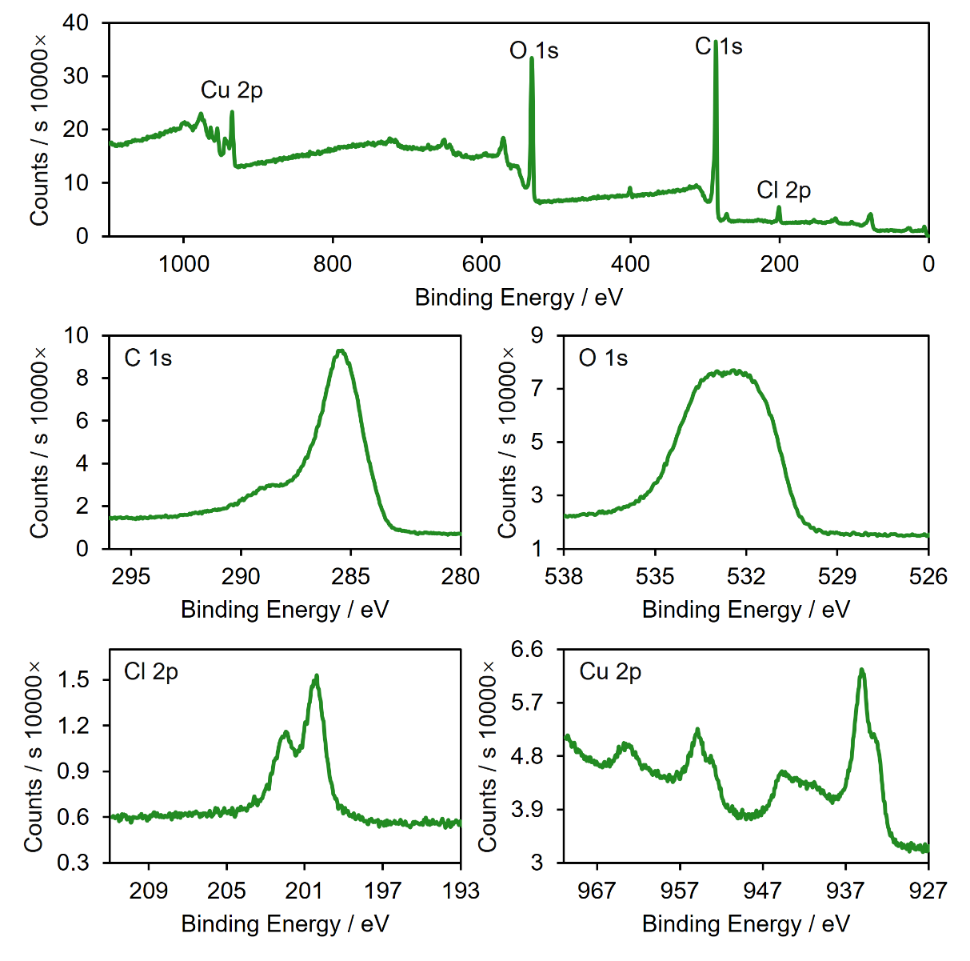 Counts / s 10000×
40
30
20
10
0
Cu 2p
O 1s
C 1s
Cl 2p
1000 800 600 400 200 0
Binding Energy / eV
Counts / s 10000×
10
8
6
4
2
0
C 1s
295 290 285 280
Binding Energy / eV
Counts / s 10000×
9
7
5
3
1
O 1s
538 535 532 529 526
Binding Energy / eV
Counts / s 10000×
1.5
1.2
0.9
0.6
0.3
Cl 2p
209 205 201 197 193
Binding Energy / eV
Counts / s 10000×
6.6
5.7
4.8
3.9
3
Cu 2p
967 957 947 937 927
Binding Energy / eV